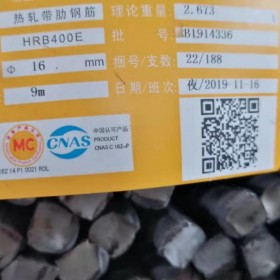 热轧带肋钢筋
理论重量: 2.673
HRB400E
批 号: B1914336
Φ 16. mm
捆号/支数: 22/188
9m
日期/班次: 夜/2019-11-16
MC
CNAS
中国认可产品
PRODUCT
CNAS C 162-P